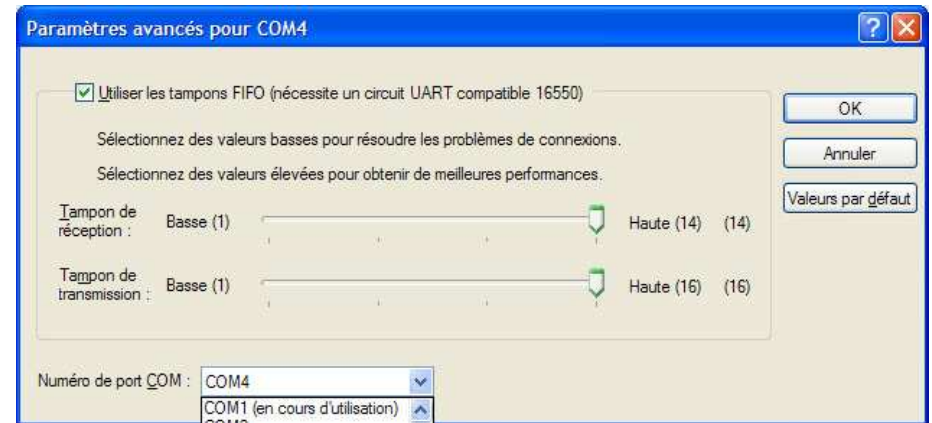 Paramètres avancés pour COM4
Utiliser les tampons FIFO (nécessite un circuit UART compatible 16550)
OK
Sélectionnez des valeurs basses pour résoudre les problèmes de connexions.
Annuler
Sélectionnez des valeurs élevées pour obtenir de meilleures performances.
Valeurs par défaut
Tampon de
réception :
Basse (1)
Haute (14)
(14)
Tampon de
transmission :
Basse (1)
Haute (16)
(16)
Numéro de port COM :
COM4
COM1 (en cours d'utilisation)